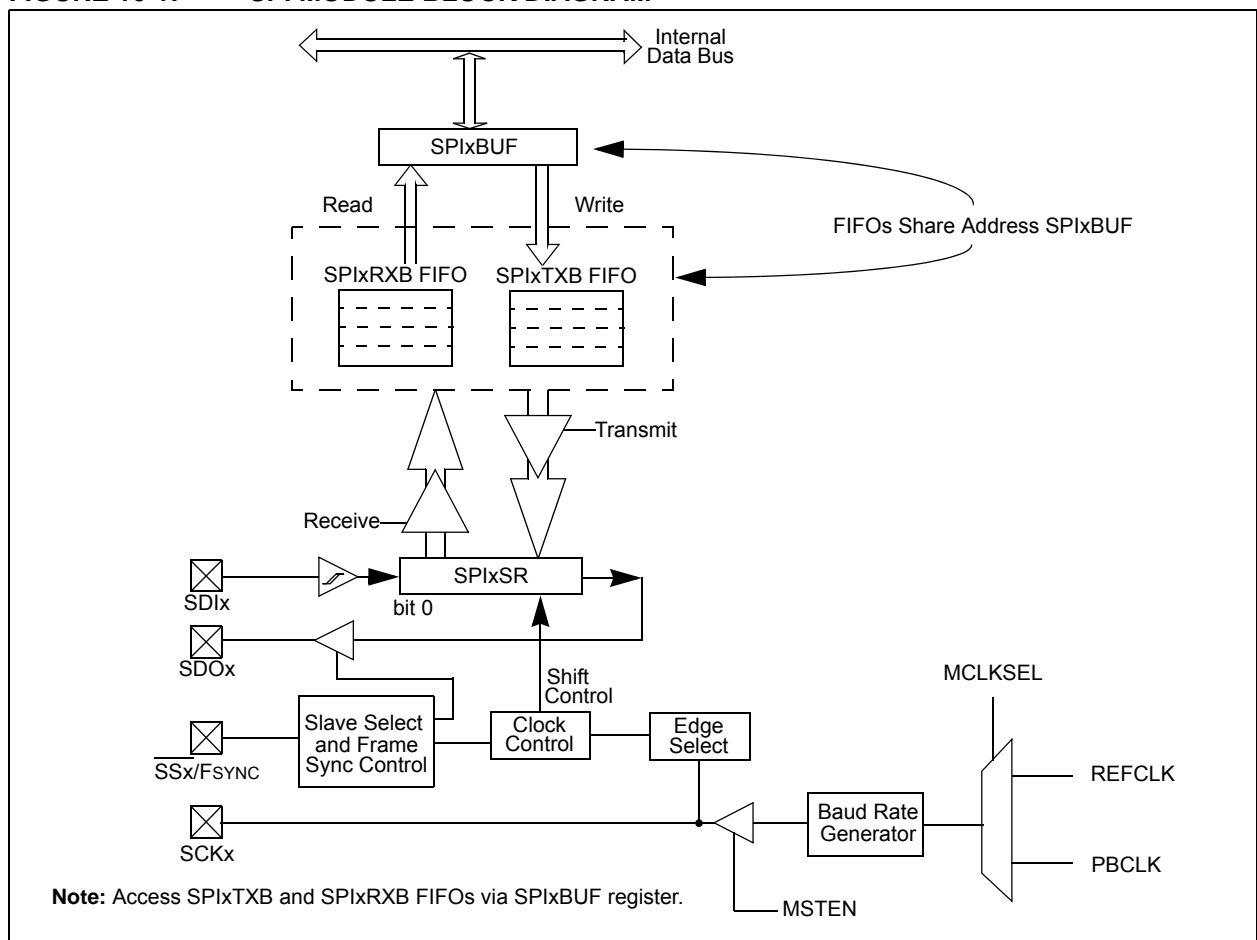 Internal
Data Bus
SPIxBUF
Read
Write
FIFOs Share Address SPIxBUF
SPIxRXB FIFO
SPIxTXB FIFO
Transmit
Receive
SPIxSR
SDIx
bit 0
SDOx
Shift
Control
MCLKSEL
Slave Select
and Frame
Sync Control
Clock
Control
Edge
Select
SSx/FSYNC
REFCLK
Baud Rate
Generator
SCKx
PBCLK
Note: Access SPIxTXB and SPIxRXB FIFOs via SPIxBUF register.
MSTEN